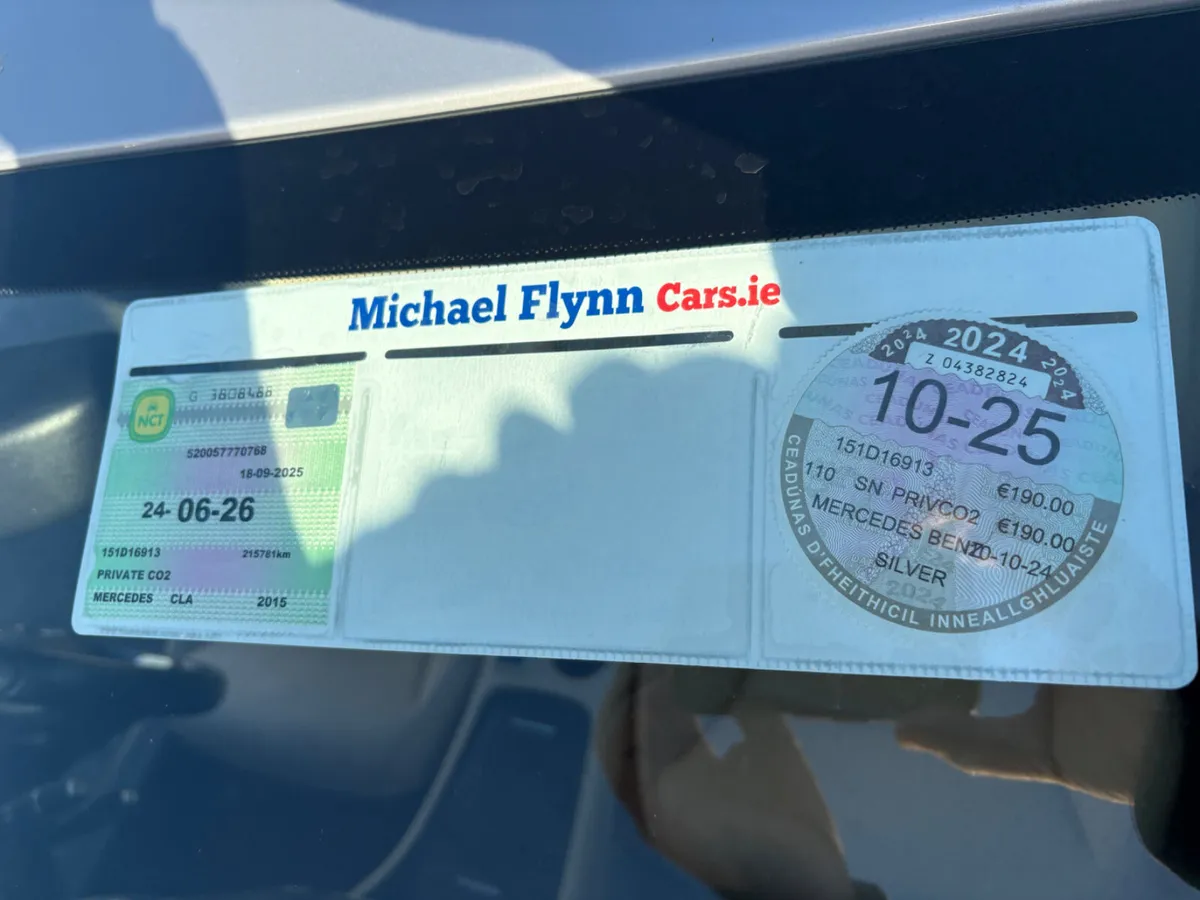 Michael Flynn Cars.ie
NCT
G 3808488
520057770768
18-09-2025
24- 06-26
151D16913 215781km
PRIVATE CO2
MERCEDES CLA 2015
2024 2024 2024
Z 04382824
10-25
151D16913 €190.00
110 SN PRIVCO2 €190.00
MERCEDES BENZ 20-10-24
SILVER
2024
CEADÚNAS D'FHEITHICIL INNEALLGHLUAISTE